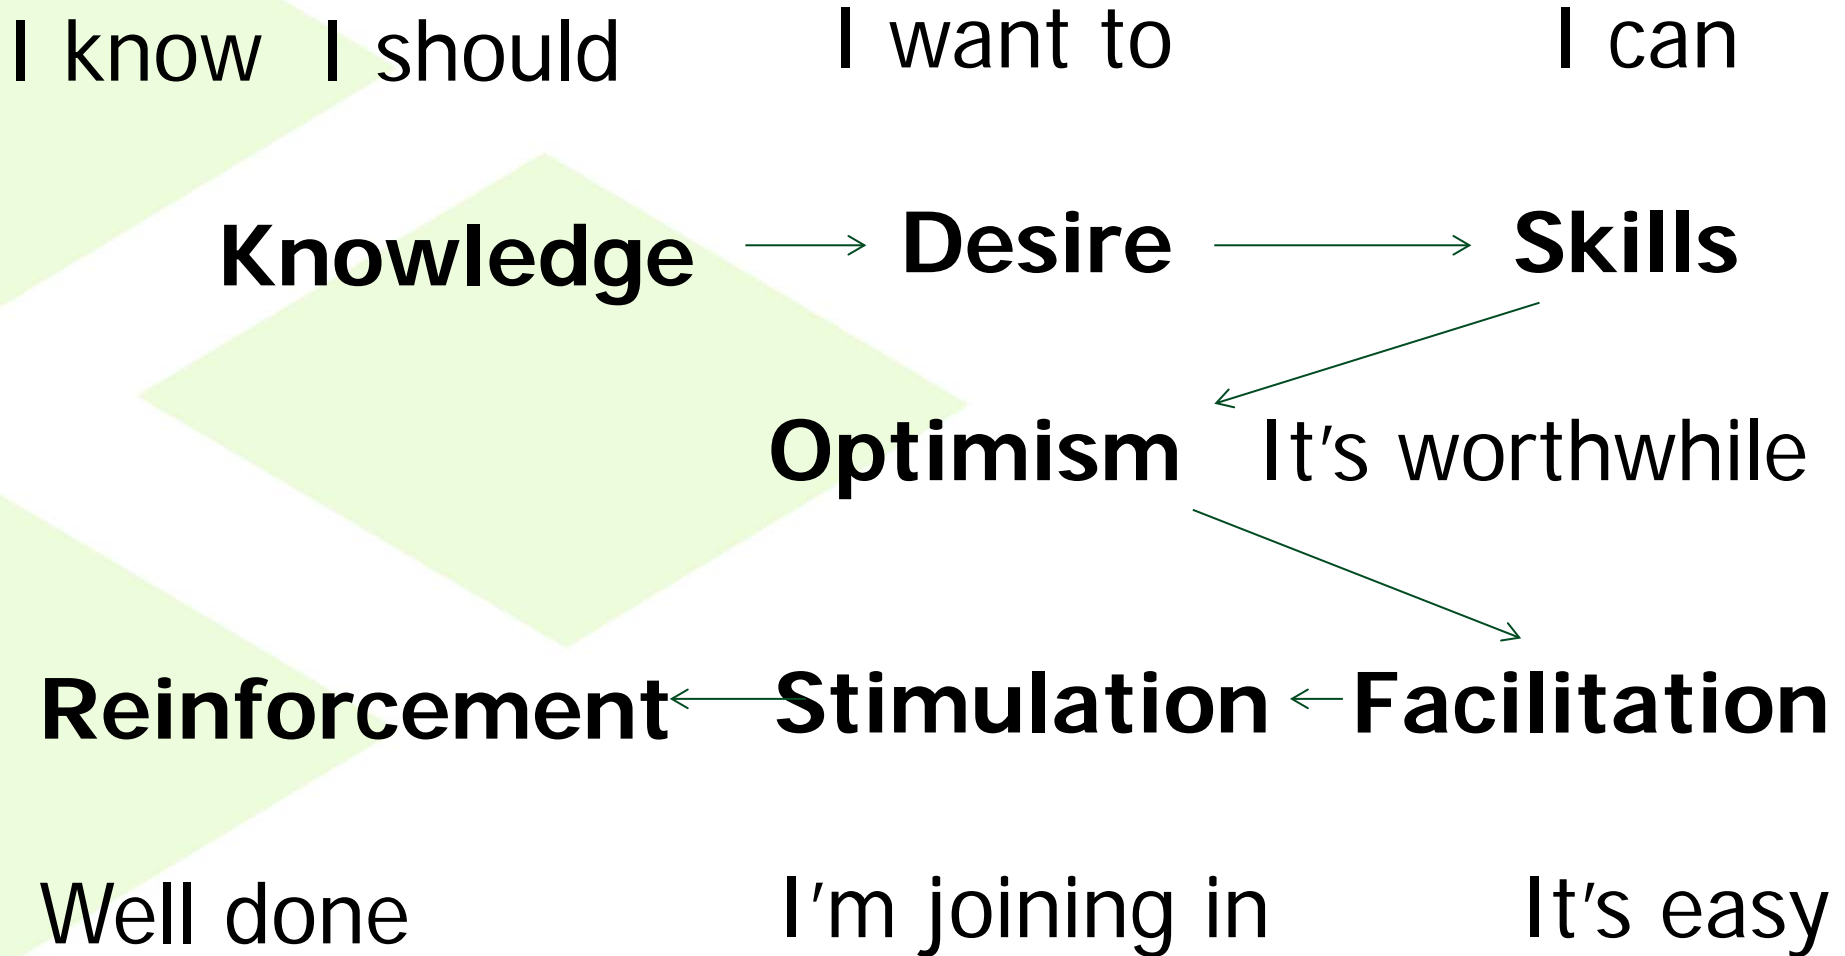 I know I should I want to I can
Knowledge Desire Skills
Optimism It's worthwhile
Reinforcement Stimulation Facilitation
Well done I'm joining in It's easy